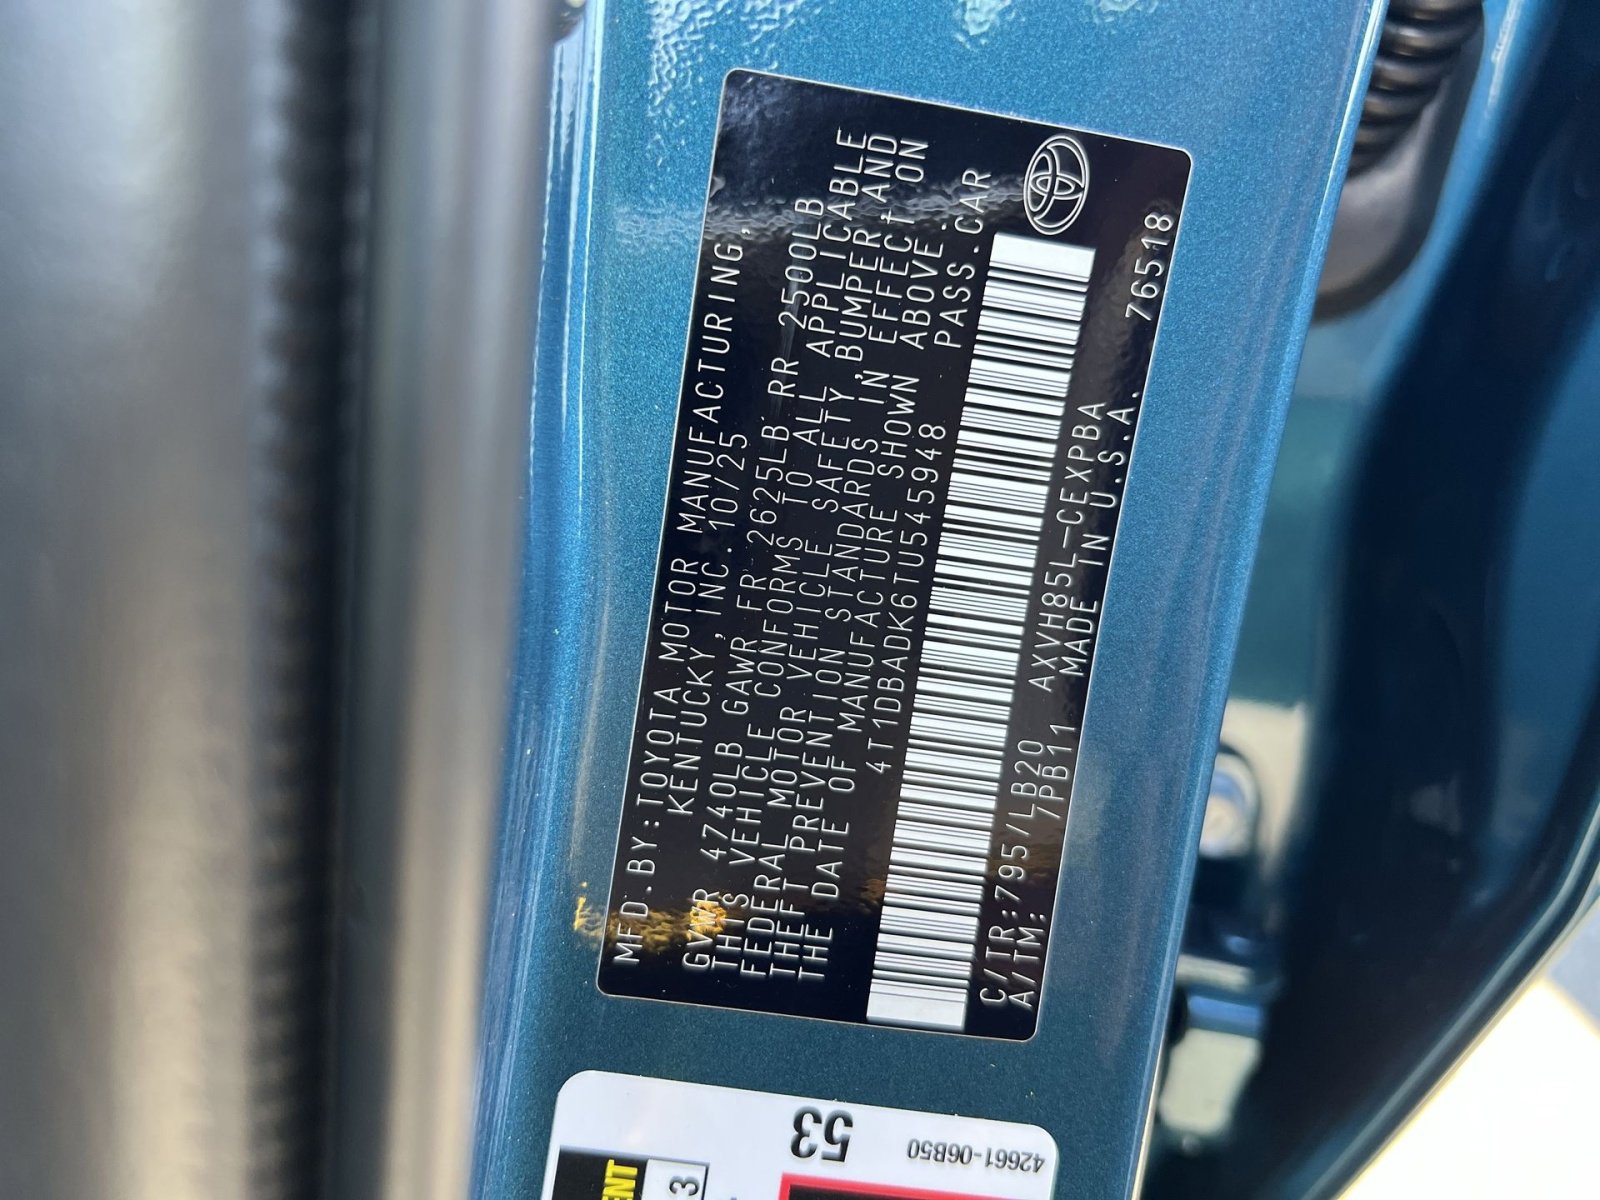 MFD.BY:TOYOTA MOTOR MANUFACTURING,
KENTUCKY,INC.10/25
GVWR 4740LB GAWR FR 2625LB RR 2500LB
THIS VEHICLE CONFORMS TO ALL APPLICABLE
FEDERAL MOTOR VEHICLE SAFETY,BUMPER,AND
THEFT PREVENTION STANDARDS IN EFFECT ON
THE DATE OF MANUFACTURE SHOWN ABOVE.
4T1DBADK6TU545948 PASS.CAR
C/TR:795/LB20 AXVH85L-CEXPBA
A/TM: 7PB11 MADE IN U.S.A. 76518
53
42661-06B50
3